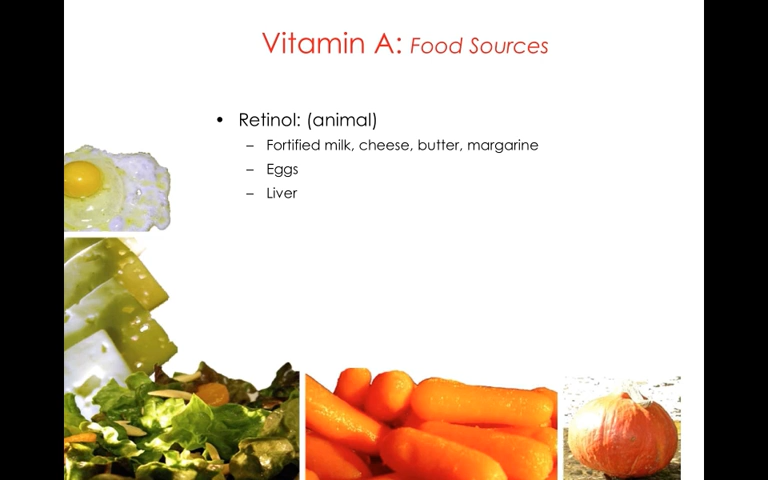 Vitamin A: Food Sources
• Retinol: (animal)
– Fortified milk, cheese, butter, margarine
– Eggs
– Liver